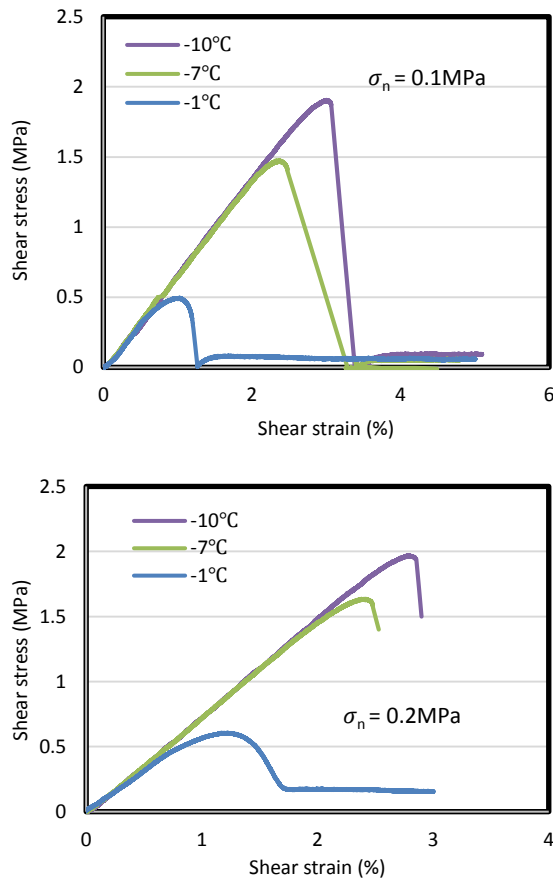 2.5
2
1.5
1
0.5
0
Shear stress (MPa)
-10℃
-7℃
-1℃
σn = 0.1MPa
0 2 4 6
Shear strain (%)
2.5
2
1.5
1
0.5
0
Shear stress (MPa)
-10℃
-7℃
-1℃
σn = 0.2MPa
0 1 2 3 4
Shear strain (%)